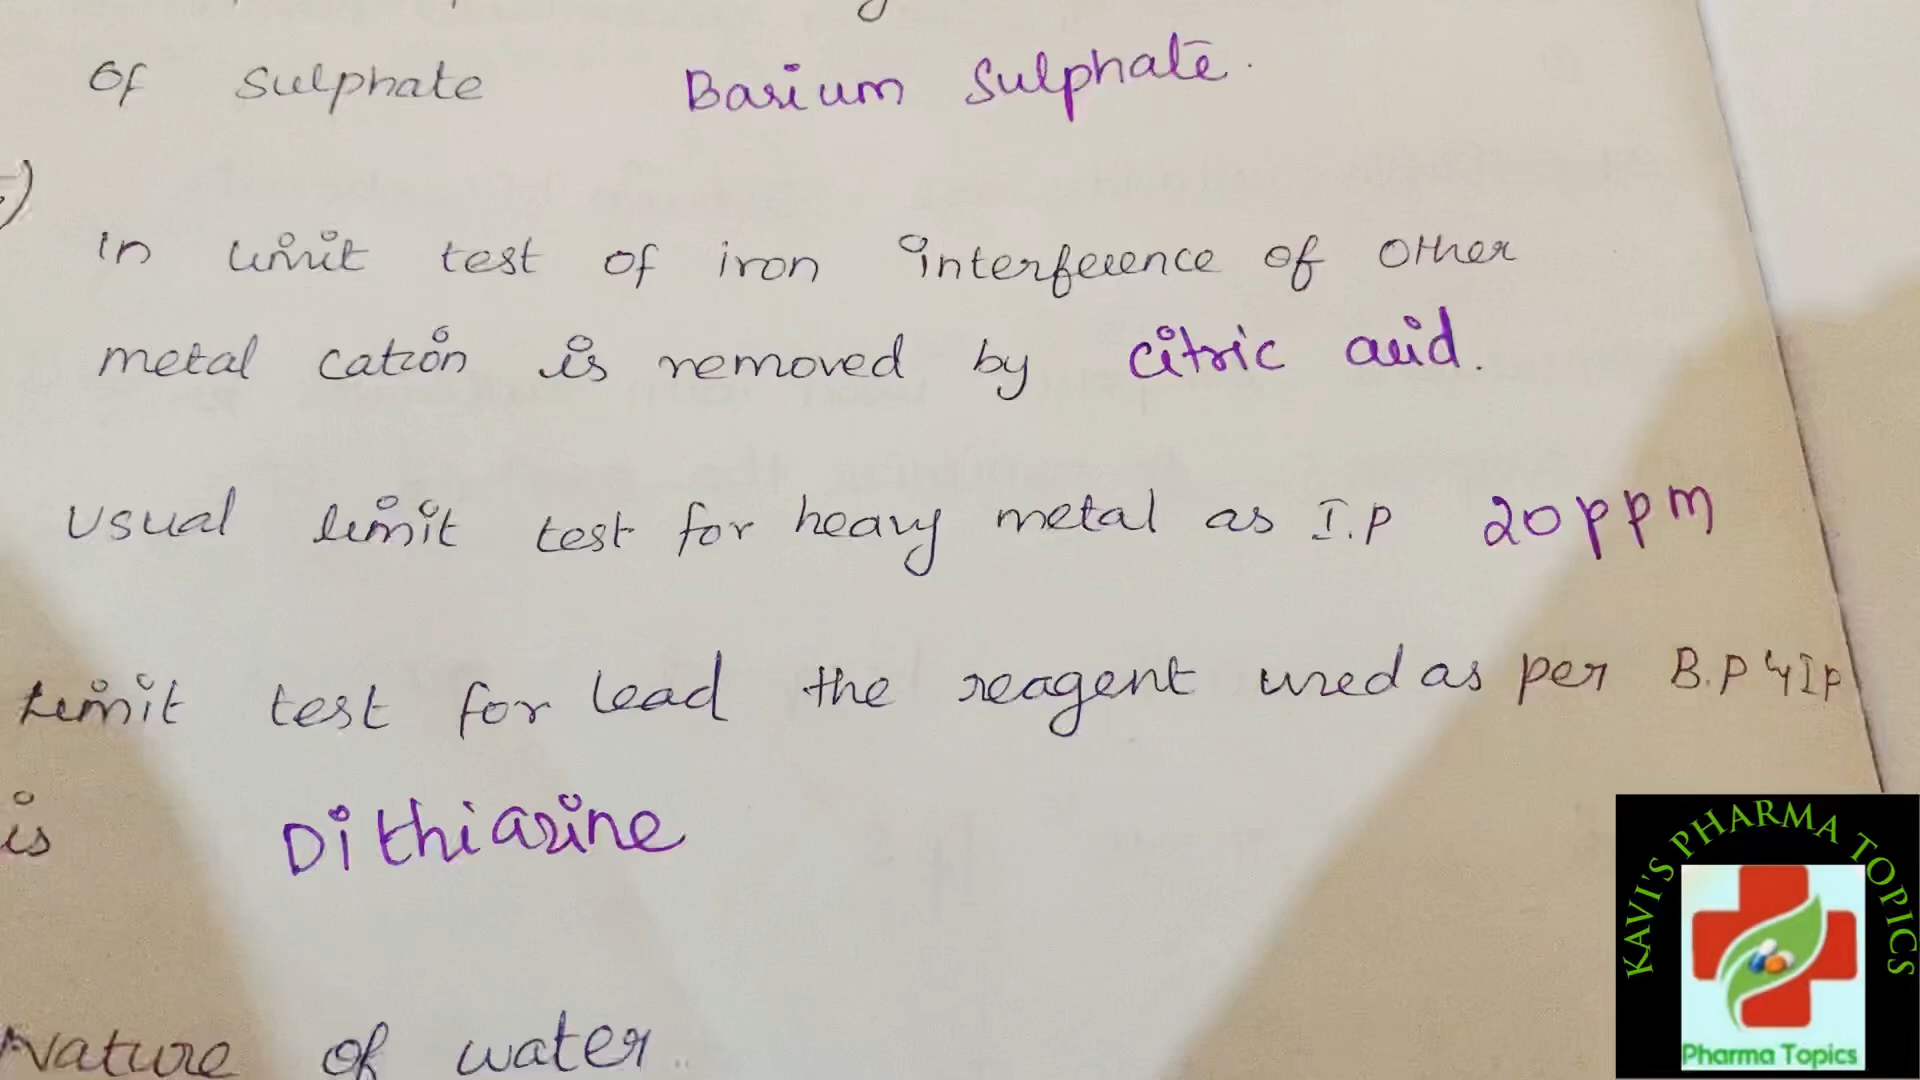 Of Sulphate Barium Sulphate.
In limit test of iron interference of other
metal cation is removed by citric acid.
Usual limit test for heavy metal as I.P 20ppm
Limit test for lead the reagent used as per B.P & IP
is Dithiazine
Nature of water
KAVI'S PHARMA TOPICS
Pharma Topics